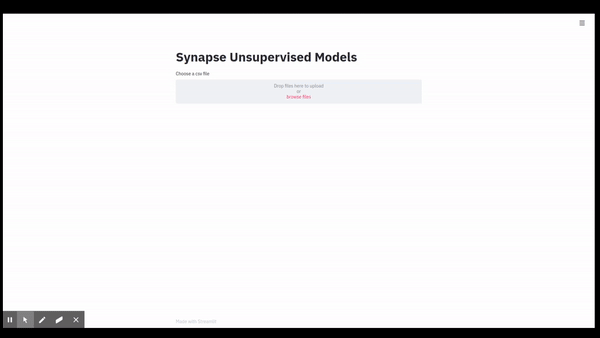 Synapse Unsupervised Models
Choose a csv file
Drop files here to upload
or
browse files
Made with Streamlit